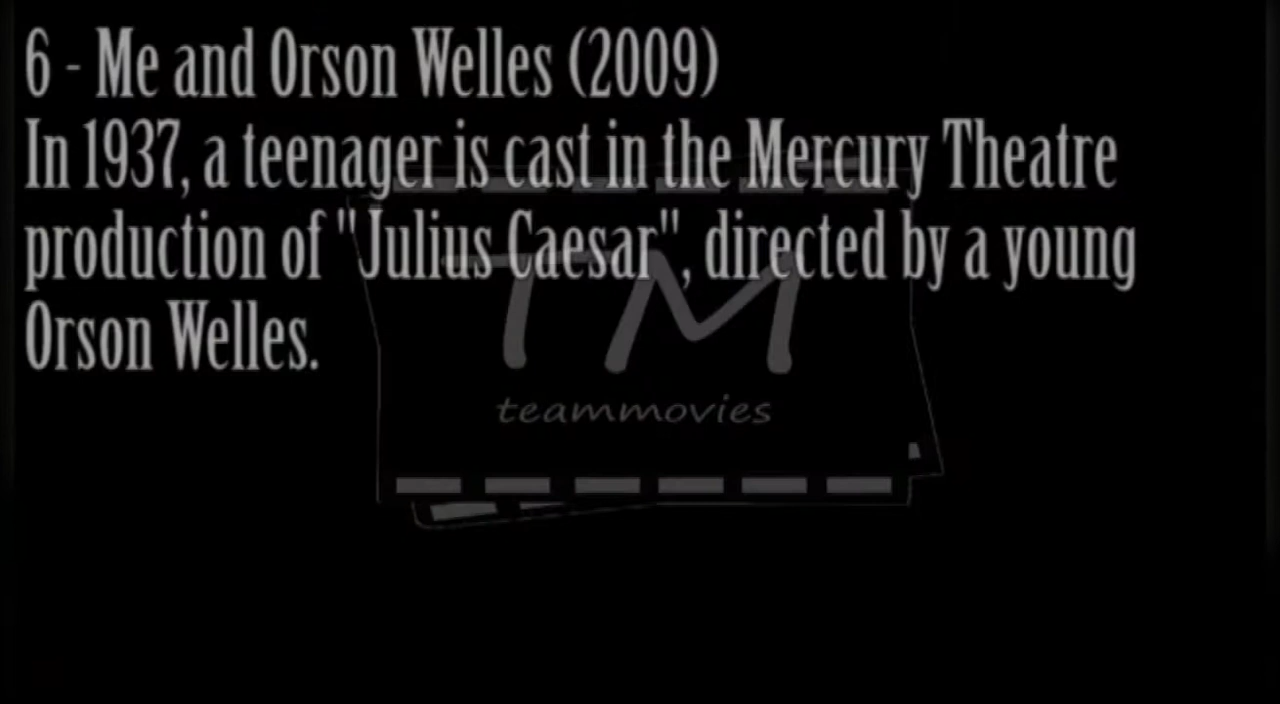 6 - Me and Orson Welles (2009)
In 1937, a teenager is cast in the Mercury Theatre
production of "Julius Caesar", directed by a young
Orson Welles.
TM
teammovies